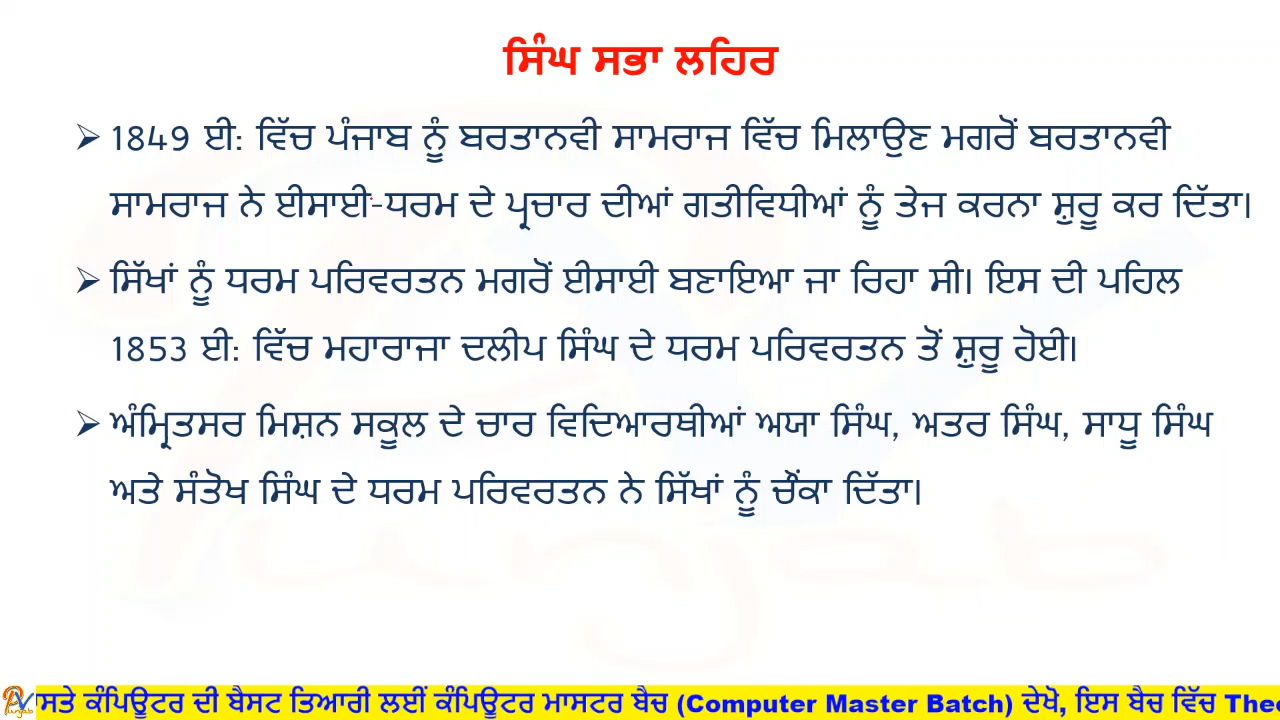 ਸਿੰਘ ਸਭਾ ਲਹਿਰ
➢ 1849 ਈ: ਵਿੱਚ ਪੰਜਾਬ ਨੂੰ ਬਰਤਾਨਵੀ ਸਾਮਰਾਜ ਵਿੱਚ ਮਿਲਾਉਣ ਮਗਰੋਂ ਬਰਤਾਨਵੀ
ਸਾਮਰਾਜ ਨੇ ਈਸਾਈ-ਧਰਮ ਦੇ ਪ੍ਰਚਾਰ ਦੀਆਂ ਗਤੀਵਿਧੀਆਂ ਨੂੰ ਤੇਜ ਕਰਨਾ ਸ਼ੁਰੂ ਕਰ ਦਿੱਤਾ।
➢ ਸਿੱਖਾਂ ਨੂੰ ਧਰਮ ਪਰਿਵਰਤਨ ਮਗਰੋਂ ਈਸਾਈ ਬਣਾਇਆ ਜਾ ਰਿਹਾ ਸੀ। ਇਸ ਦੀ ਪਹਿਲ
1853 ਈ: ਵਿੱਚ ਮਹਾਰਾਜਾ ਦਲੀਪ ਸਿੰਘ ਦੇ ਧਰਮ ਪਰਿਵਰਤਨ ਤੋਂ ਸ਼ੁਰੂ ਹੋਈ।
➢ ਅੰਮ੍ਰਿਤਸਰ ਮਿਸ਼ਨ ਸਕੂਲ ਦੇ ਚਾਰ ਵਿਦਿਆਰਥੀਆਂ ਅਯਾ ਸਿੰਘ, ਅਤਰ ਸਿੰਘ, ਸਾਧੂ ਸਿੰਘ
ਅਤੇ ਸੰਤੋਖ ਸਿੰਘ ਦੇ ਧਰਮ ਪਰਿਵਰਤਨ ਨੇ ਸਿੱਖਾਂ ਨੂੰ ਚੌਂਕਾ ਦਿੱਤਾ।
ਸਤੇ ਕੰਪਿਊਟਰ ਦੀ ਬੈਸਟ ਤਿਆਰੀ ਲਈਂ ਕੰਪਿਊਟਰ ਮਾਸਟਰ ਬੈਚ (Computer Master Batch) ਦੇਖੋ, ਇਸ ਬੈਚ ਵਿੱਚ Theo